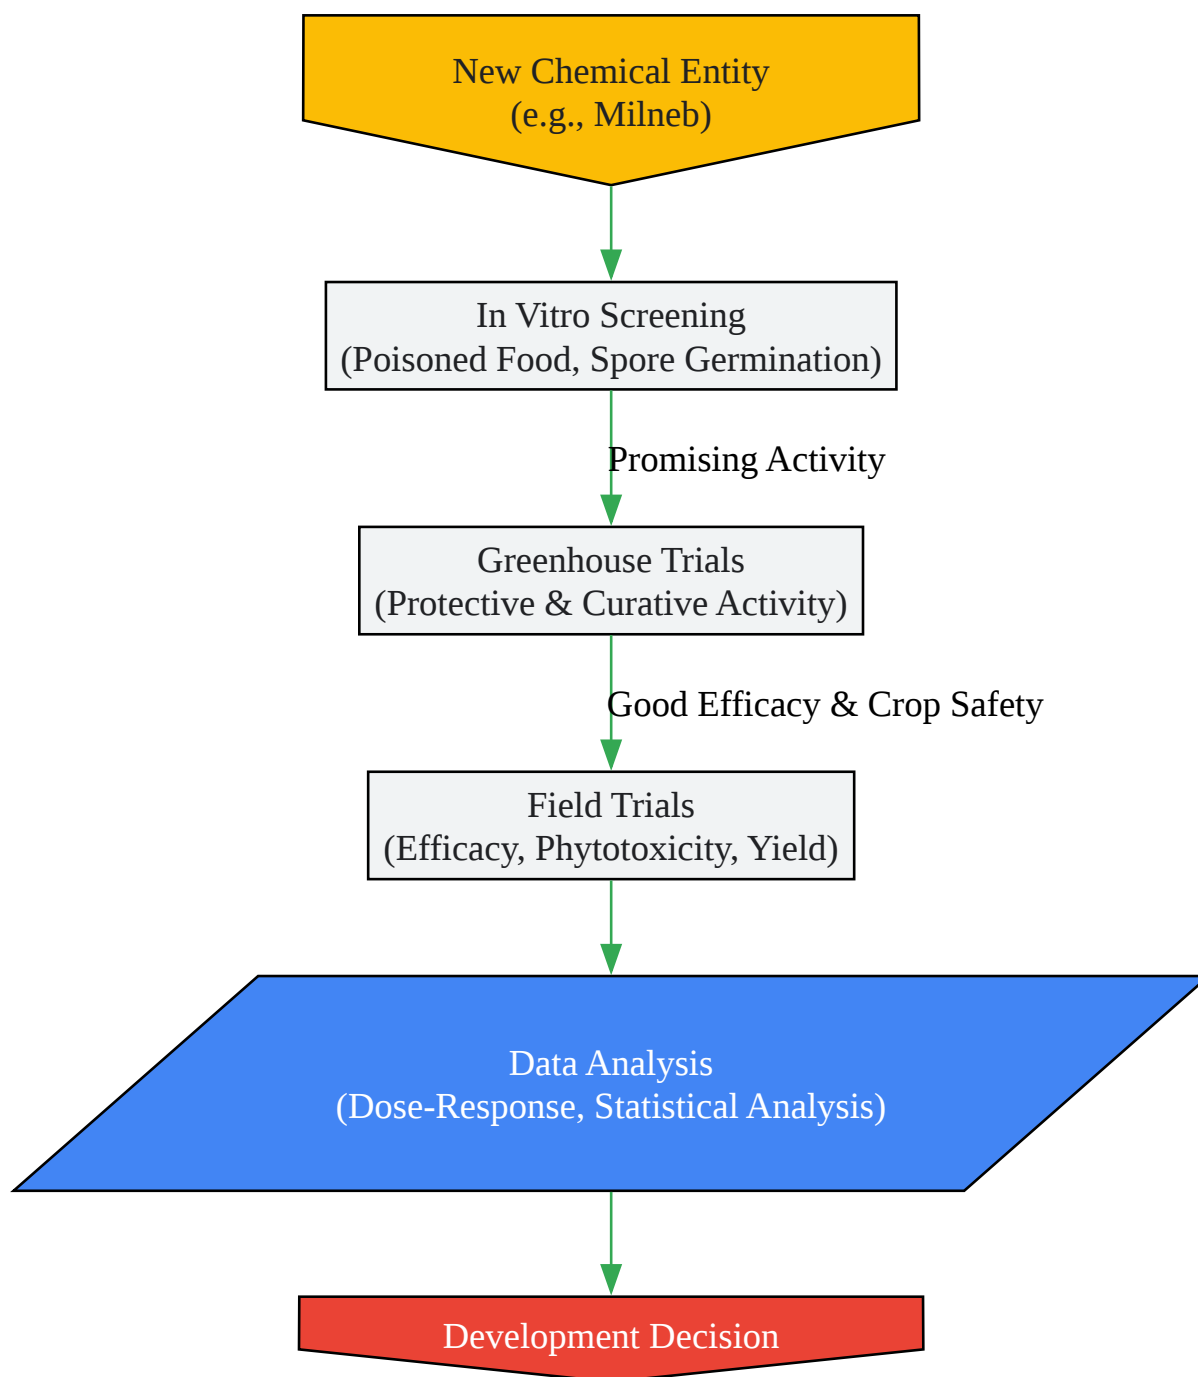 New Chemical Entity
(e.g., Milneb)
In Vitro Screening
(Poisoned Food, Spore Germination)
Promising Activity
Greenhouse Trials
(Protective & Curative Activity)
Good Efficacy & Crop Safety
Field Trials
(Efficacy, Phytotoxicity, Yield)
Data Analysis
(Dose-Response, Statistical Analysis)
Development Decision